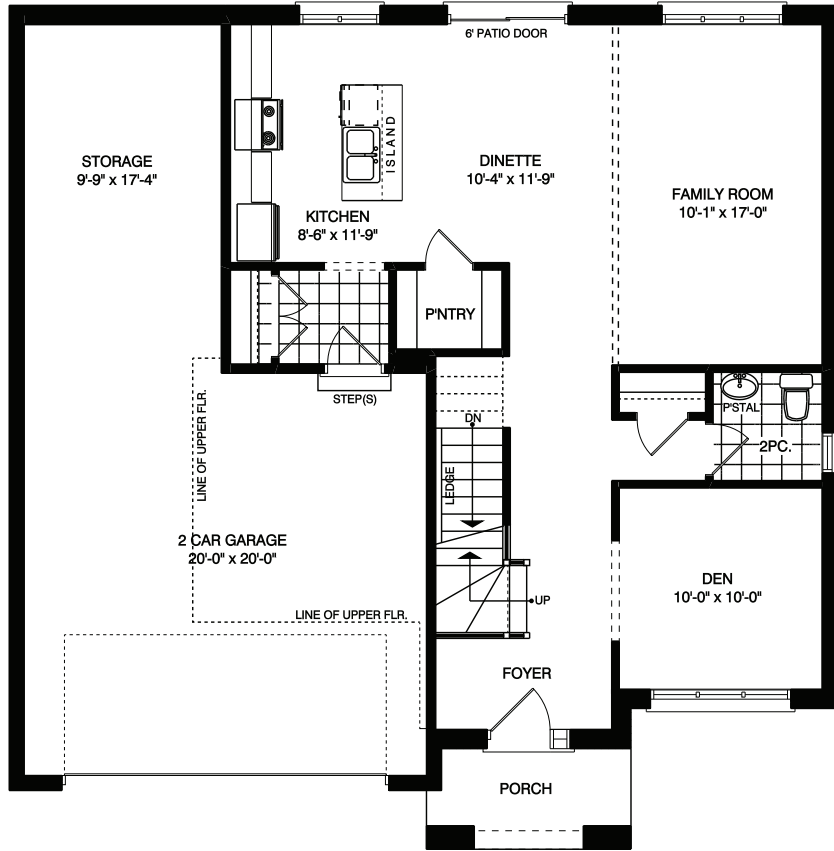 6' PATIO DOOR
STORAGE
9'-9" x 17'-4"
ISLAND
DINETTE
10'-4" x 11'-9"
FAMILY ROOM
10'-1" x 17'-0"
KITCHEN
8'-6" x 11'-9"
P'NTRY
STEP(S)
LINE OF UPPER FLR.
DN
LEDGE
P'STAL
2PC.
2 CAR GARAGE
20'-0" x 20'-0"
DEN
10'-0" x 10'-0"
UP
LINE OF UPPER FLR.
FOYER
PORCH